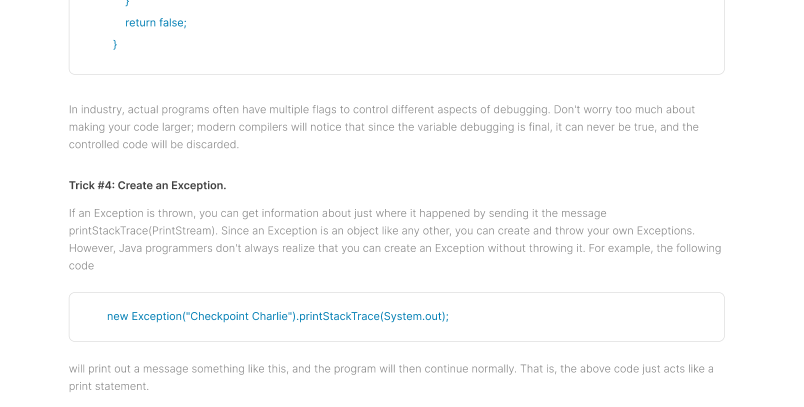 }
return false;
}
In industry, actual programs often have multiple flags to control different aspects of debugging. Don't worry too much about
making your code larger; modern compilers will notice that since the variable debugging is final, it can never be true, and the
controlled code will be discarded.
Trick #4: Create an Exception.
If an Exception is thrown, you can get information about just where it happened by sending it the message
printStackTrace(PrintStream). Since an Exception is an object like any other, you can create and throw your own Exceptions.
However, Java programmers don't always realize that you can create an Exception without throwing it. For example, the following
code
new Exception("Checkpoint Charlie").printStackTrace(System.out);
will print out a message something like this, and the program will then continue normally. That is, the above code just acts like a
print statement.